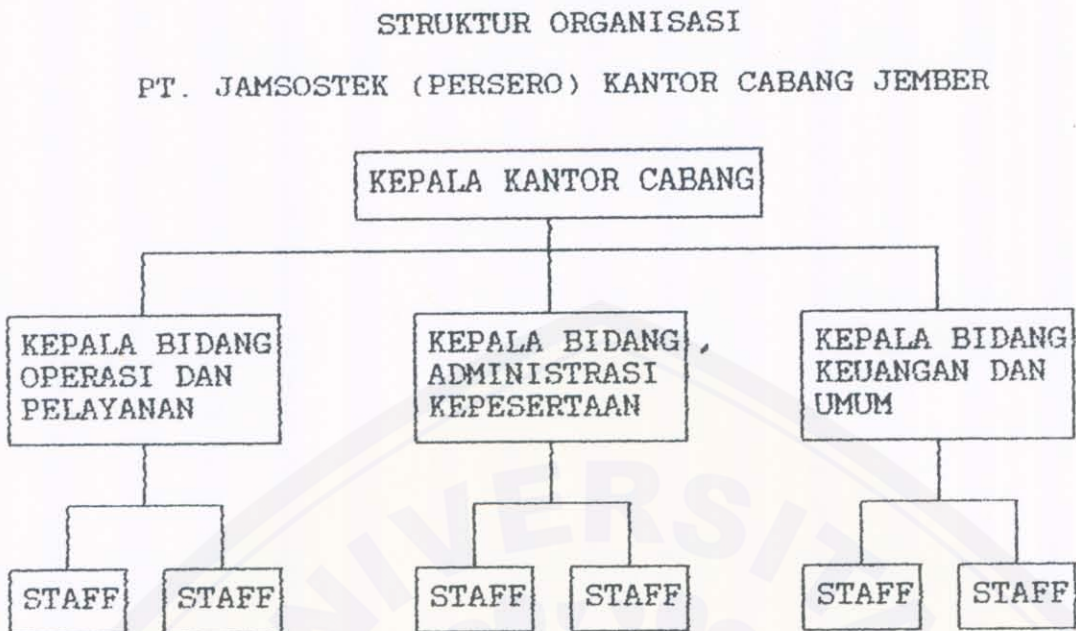 STRUKTUR ORGANISASI
PT. JAMSOSTEK (PERSERO) KANTOR CABANG JEMBER
KEPALA KANTOR CABANG
KEPALA BIDANG
OPERASI DAN
PELAYANAN
KEPALA BIDANG
ADMINISTRASI
KEPESERTAAN
KEPALA BIDANG
KEUANGAN DAN
UMUM
STAFF
STAFF
STAFF
STAFF
STAFF
STAFF